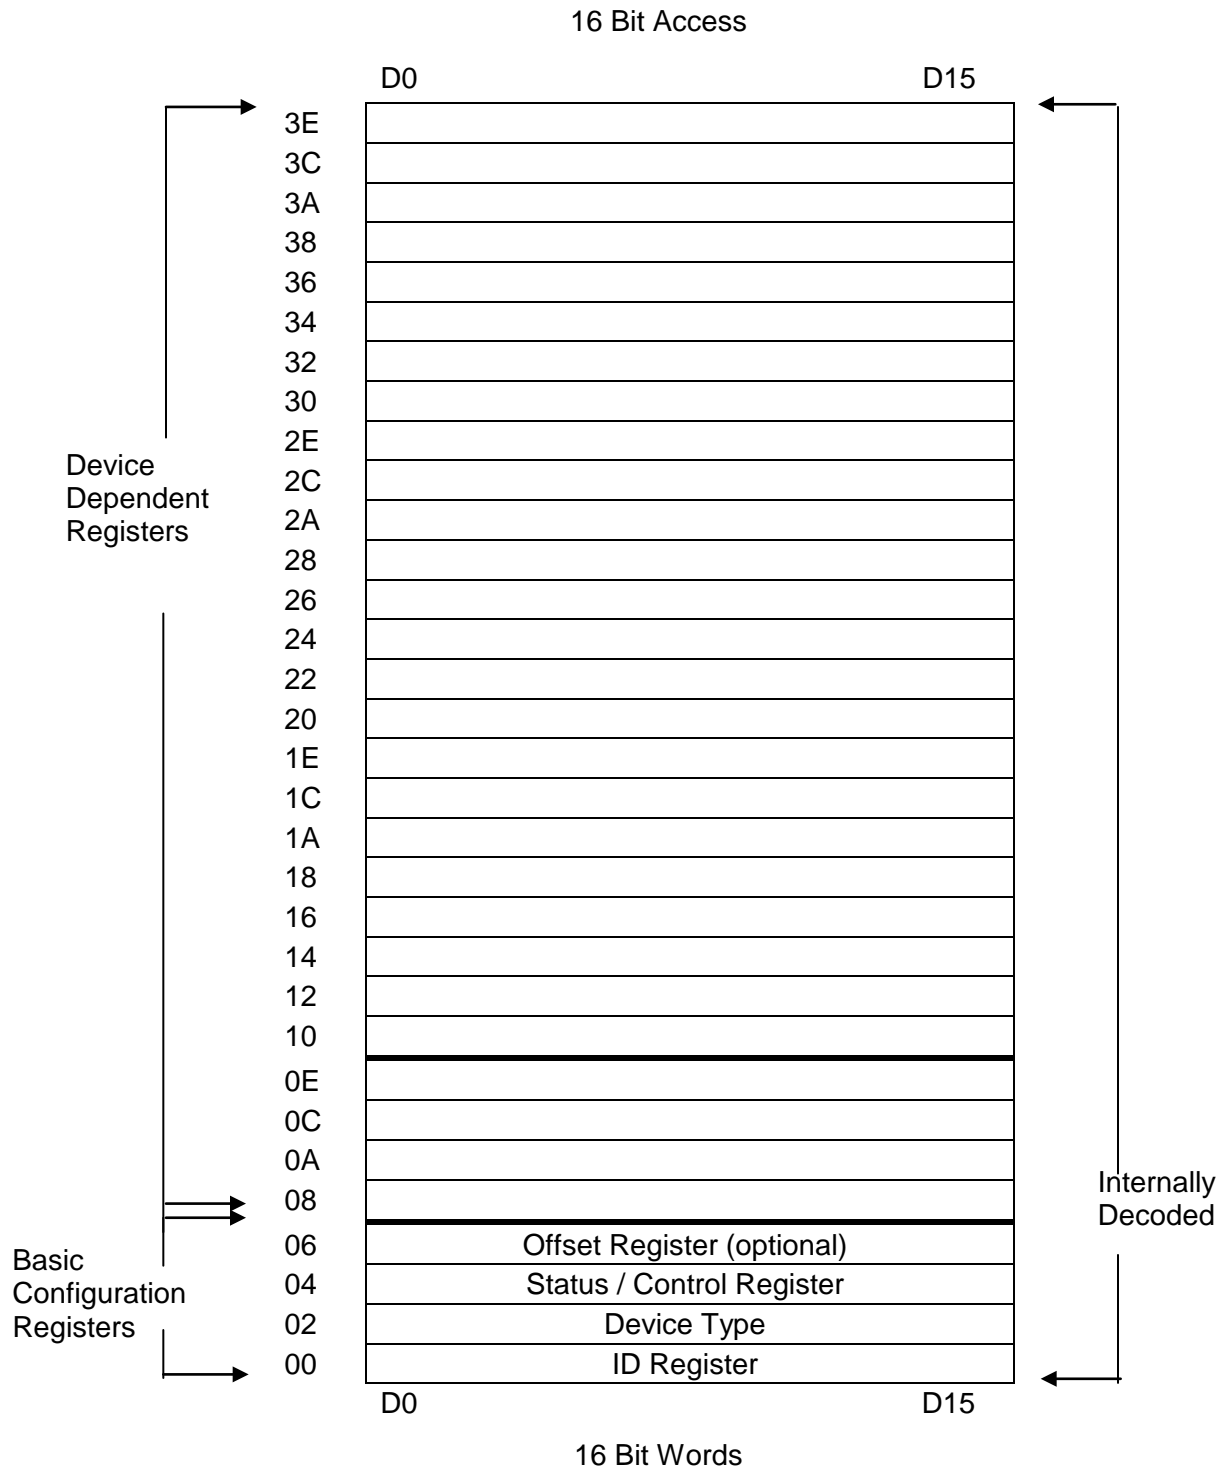 16 Bit Access
D0 D15
3E
3C
3A
38
36
34
32
30
2E
Device
Dependent
Registers
2C
2A
28
26
24
22
20
1E
1C
1A
18
16
14
12
10
0E
0C
0A
08
Internally
Decoded
06 Offset Register (optional)
Basic
Configuration
Registers
04 Status / Control Register
02 Device Type
00 ID Register
D0 D15
16 Bit Words